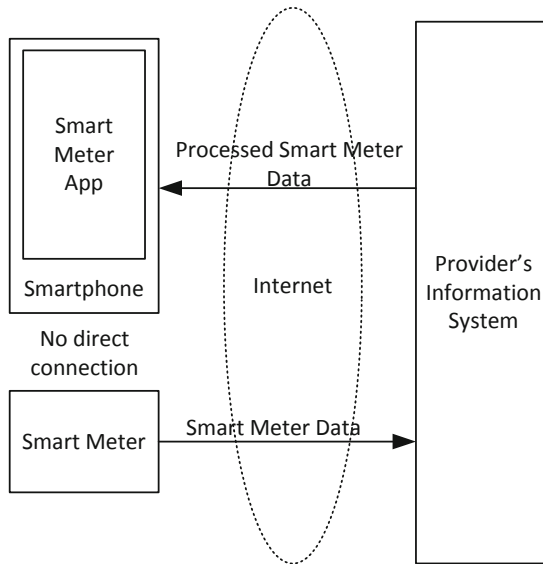 Smart
Meter
App
Smartphone
Processed Smart Meter
Data
Internet
Provider's
Information
System
No direct
connection
Smart Meter
Smart Meter Data